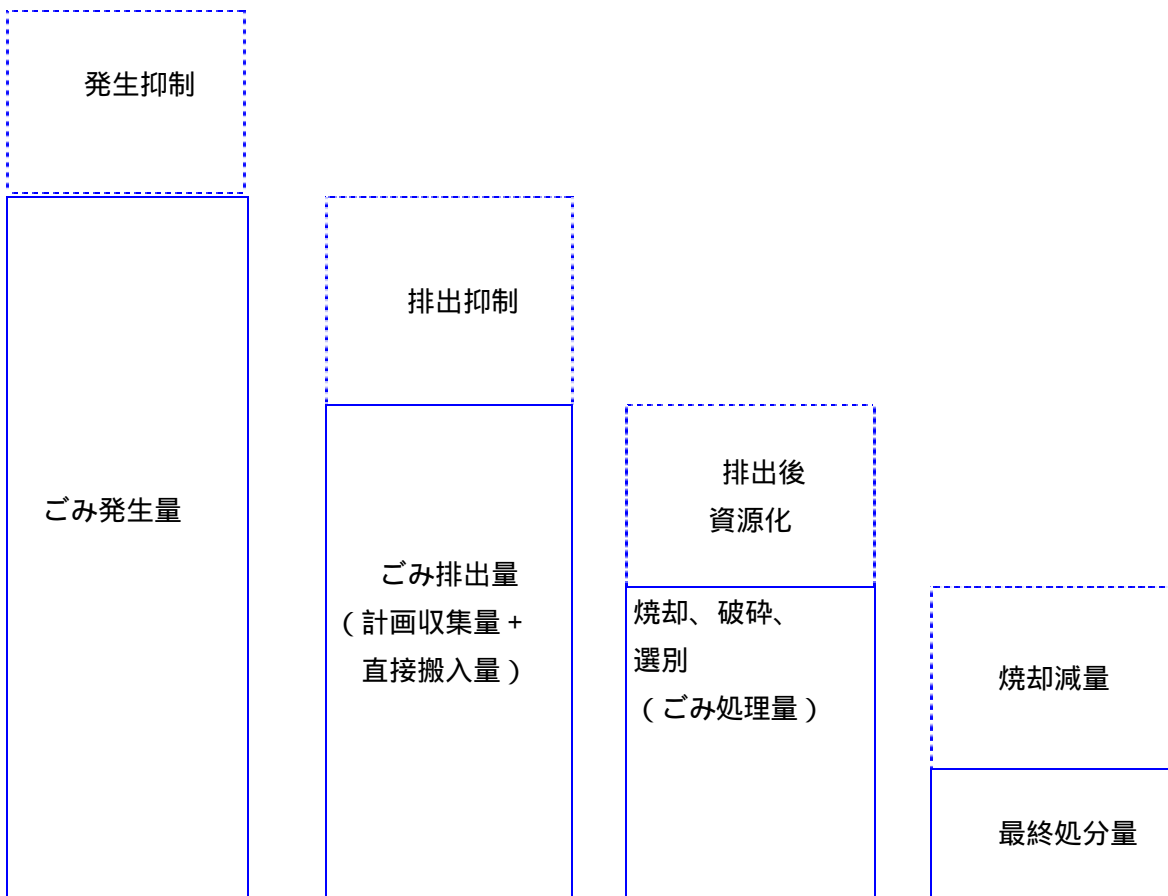 発生抑制
ごみ発生量
排出抑制
ごみ排出量
(計画収集量+
直接搬入量)
排出後
資源化
焼却、破砕、
選別
(ごみ処理量)
焼却減量
最終処分量